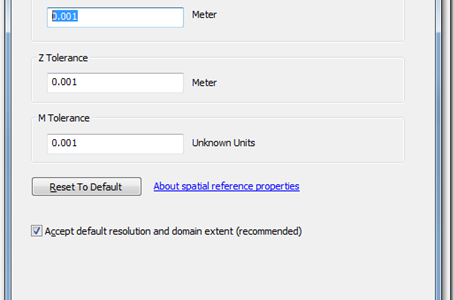 0.001 Meter
Z Tolerance
0.001 Meter
M Tolerance
0.001 Unknown Units
Reset To Default About spatial reference properties
Accept default resolution and domain extent (recommended)